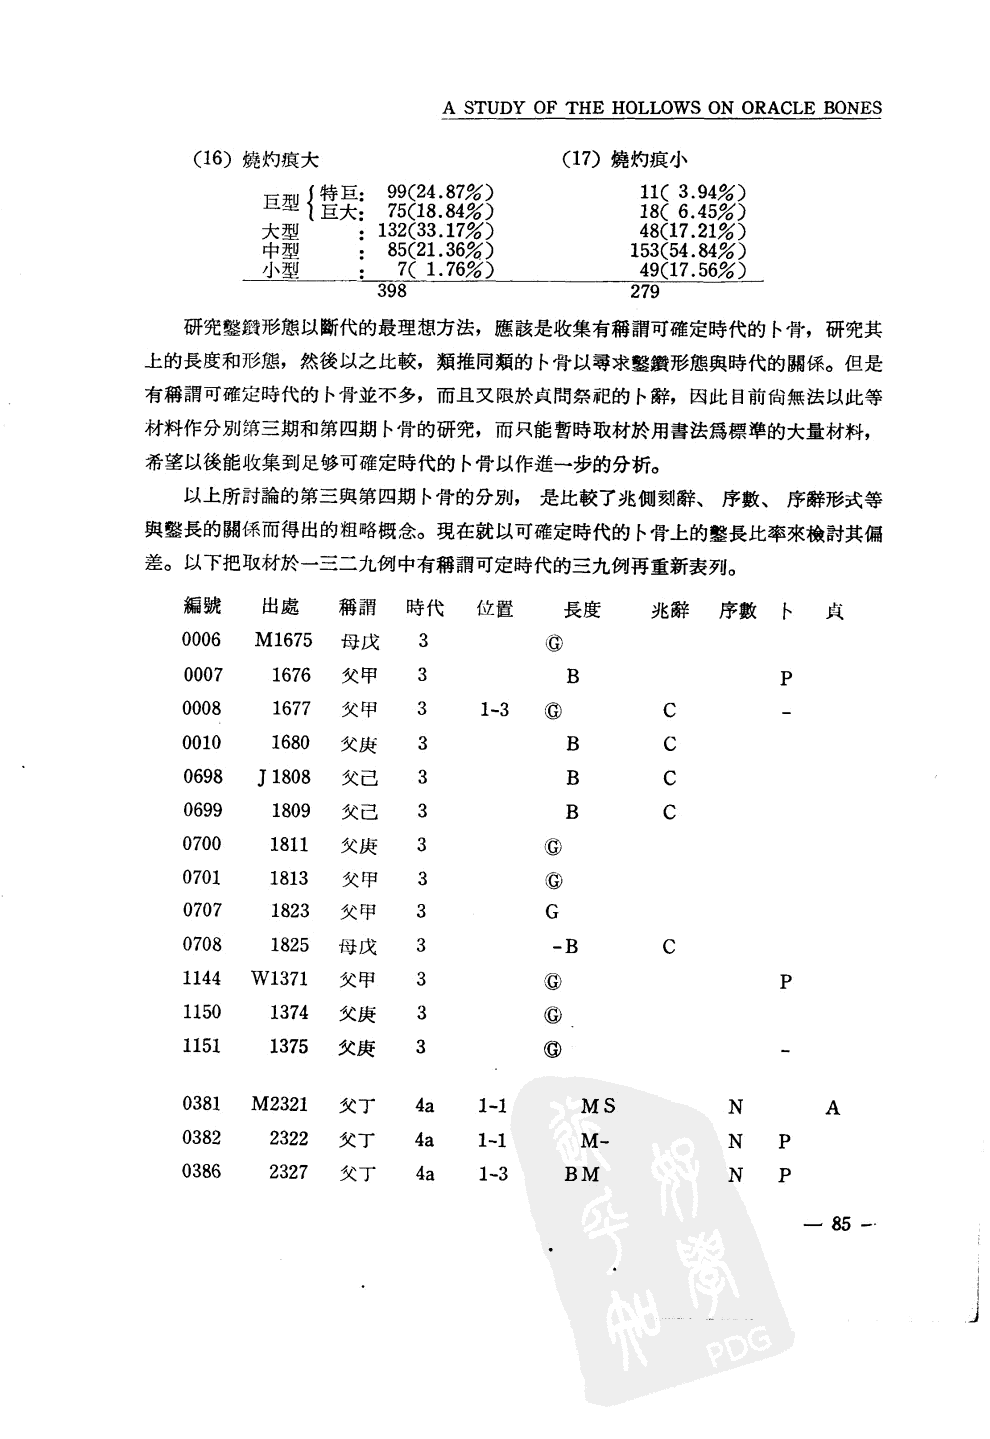 A STUDY OF THE HOLLOWS ON ORACLE BONES
(16) 燒灼痕大 (17) 燒灼痕小
巨型 { 特巨: 99(24.87%) 11( 3.94%)
巨大: 75(18.84%) 18( 6.45%)
大型 : 132(33.17%) 48(17.21%)
中型 : 85(21.36%) 153(54.84%)
小型 : 7( 1.76%) 49(17.56%)
398 279
研究鑿鑽形態以斷代的最理想方法，應該是收集有稱謂可確定時代的卜骨，研究其
上的長度和形態，然後以之比較，類推同類的卜骨以尋求鑿鑽形態與時代的關係。但是
有稱謂可確定時代的卜骨並不多，而且又限於貞問祭祀的卜辭，因此目前尙無法以此等
材料作分別第三期和第四期卜骨的研究，而只能暫時取材於用書法爲標準的大量材料，
希望以後能收集到足够可確定時代的卜骨以作進一步的分析。
以上所討論的第三與第四期卜骨的分別， 是比較了兆側刻辭、 序數、 序辭形式等
與鑿長的關係而得出的粗略概念。現在就以可確定時代的卜骨上的鑿長比率來檢討其偏
差。以下把取材於一三二九例中有稱謂可定時代的三九例再重新表列。
編號 出處 稱謂 時代 位置 長度 兆辭 序數 卜 貞
0006 M1675 母戊 3 Ⓖ
0007 1676 父甲 3 B P
0008 1677 父甲 3 1-3 Ⓖ C -
0010 1680 父庚 3 B C
0698 J1808 父己 3 B C
0699 1809 父己 3 B C
0700 1811 父庚 3 Ⓖ
0701 1813 父甲 3 Ⓖ
0707 1823 父甲 3 G
0708 1825 母戊 3 -B C
1144 W1371 父甲 3 Ⓖ P
1150 1374 父庚 3 Ⓖ
1151 1375 父庚 3 Ⓖ -
0381 M2321 父丁 4a 1-1 MS N A
0382 2322 父丁 4a 1-1 M- N P
0386 2327 父丁 4a 1-3 BM N P
— 85 —
PDG